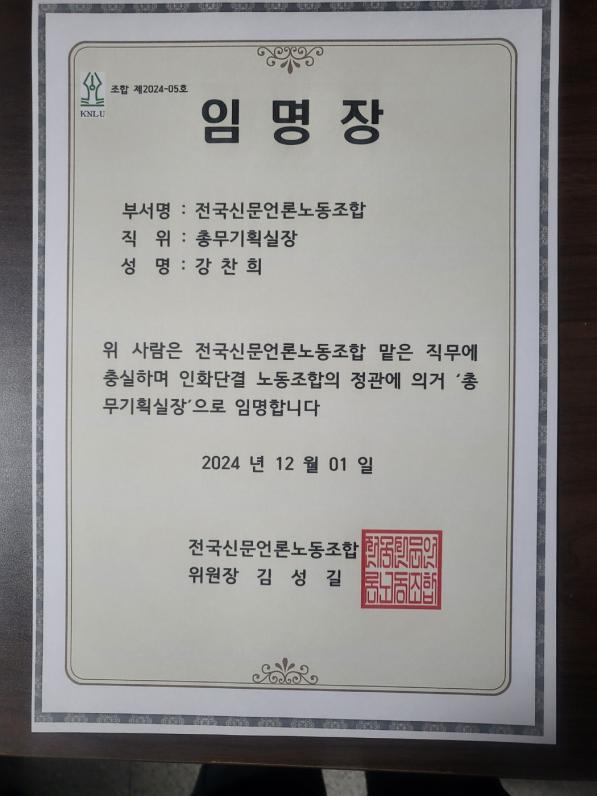 조합 제2024-05호
KNLU
임명장
부서명 : 전국신문언론노동조합
직 위 : 총무기획실장
성 명 : 강찬희
위 사람은 전국신문언론노동조합 맡은 직무에
충실하며 인화단결 노동조합의 정관에 의거 ‘총
무기획실장’으로 임명합니다
2024 년 12 월 01 일
전국신문언론노동조합
위원장 김 성 길